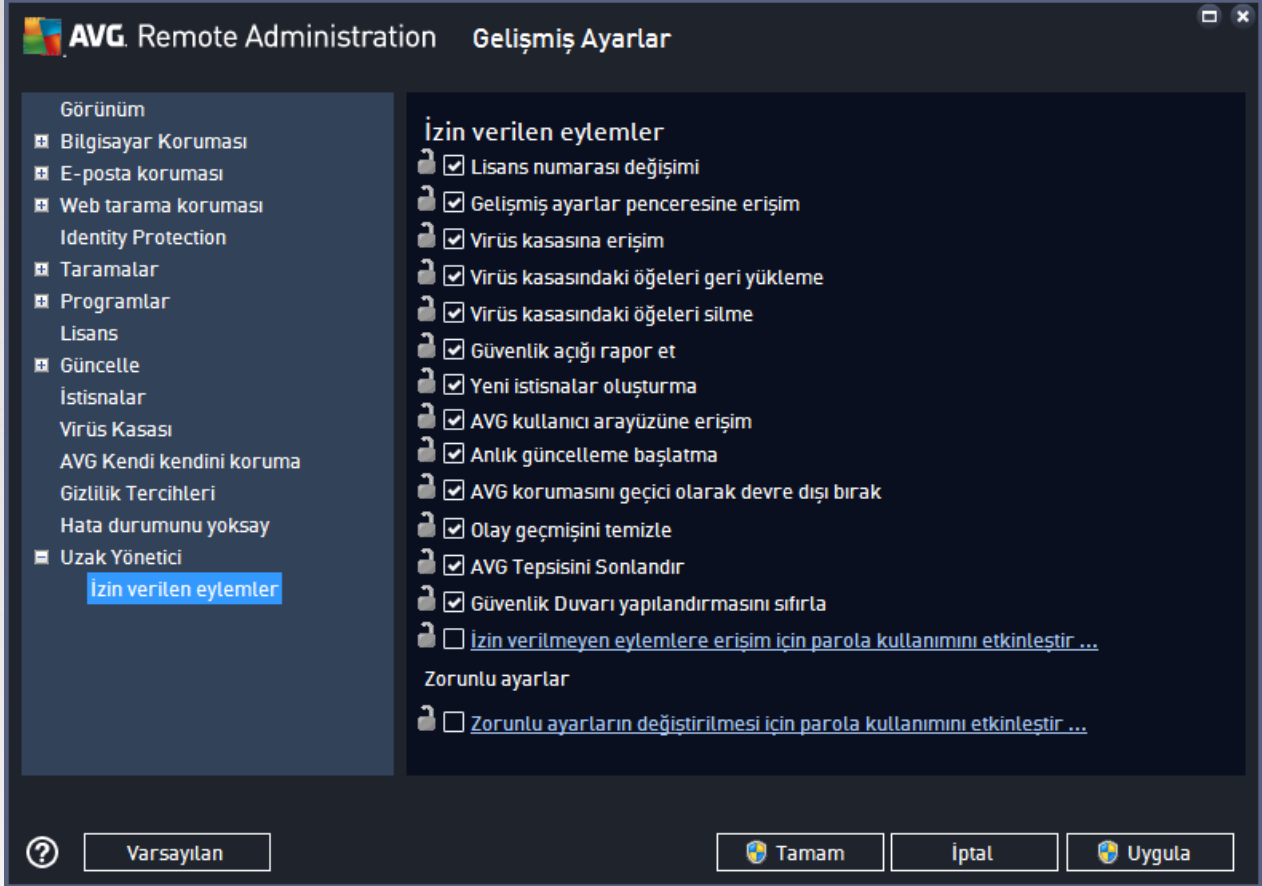 AVG. Remote Administration Gelişmiş Ayarlar
Görünüm
Bilgisayar Koruması
E-posta koruması
Web tarama koruması
Identity Protection
Taramalar
Programlar
Lisans
Güncelle
İstisnalar
Virüs Kasası
AVG Kendi kendini koruma
Gizlilik Tercihleri
Hata durumunu yoksay
Uzak Yönetici
İzin verilen eylemler
İzin verilen eylemler
Lisans numarası değişimi
Gelişmiş ayarlar penceresine erişim
Virüs kasasına erişim
Virüs kasasındaki öğeleri geri yükleme
Virüs kasasındaki öğeleri silme
Güvenlik açığı rapor et
Yeni istisnalar oluşturma
AVG kullanıcı arayüzüne erişim
Anlık güncelleme başlatma
AVG korumasını geçici olarak devre dışı bırak
Olay geçmişini temizle
AVG Tepsisini Sonlandır
Güvenlik Duvarı yapılandırmasını sıfırla
İzin verilmeyen eylemlere erişim için parola kullanımını etkinleştir ...
Zorunlu ayarlar
Zorunlu ayarların değiştirilmesi için parola kullanımını etkinleştir ...
? Varsayılan Tamam İptal Uygula